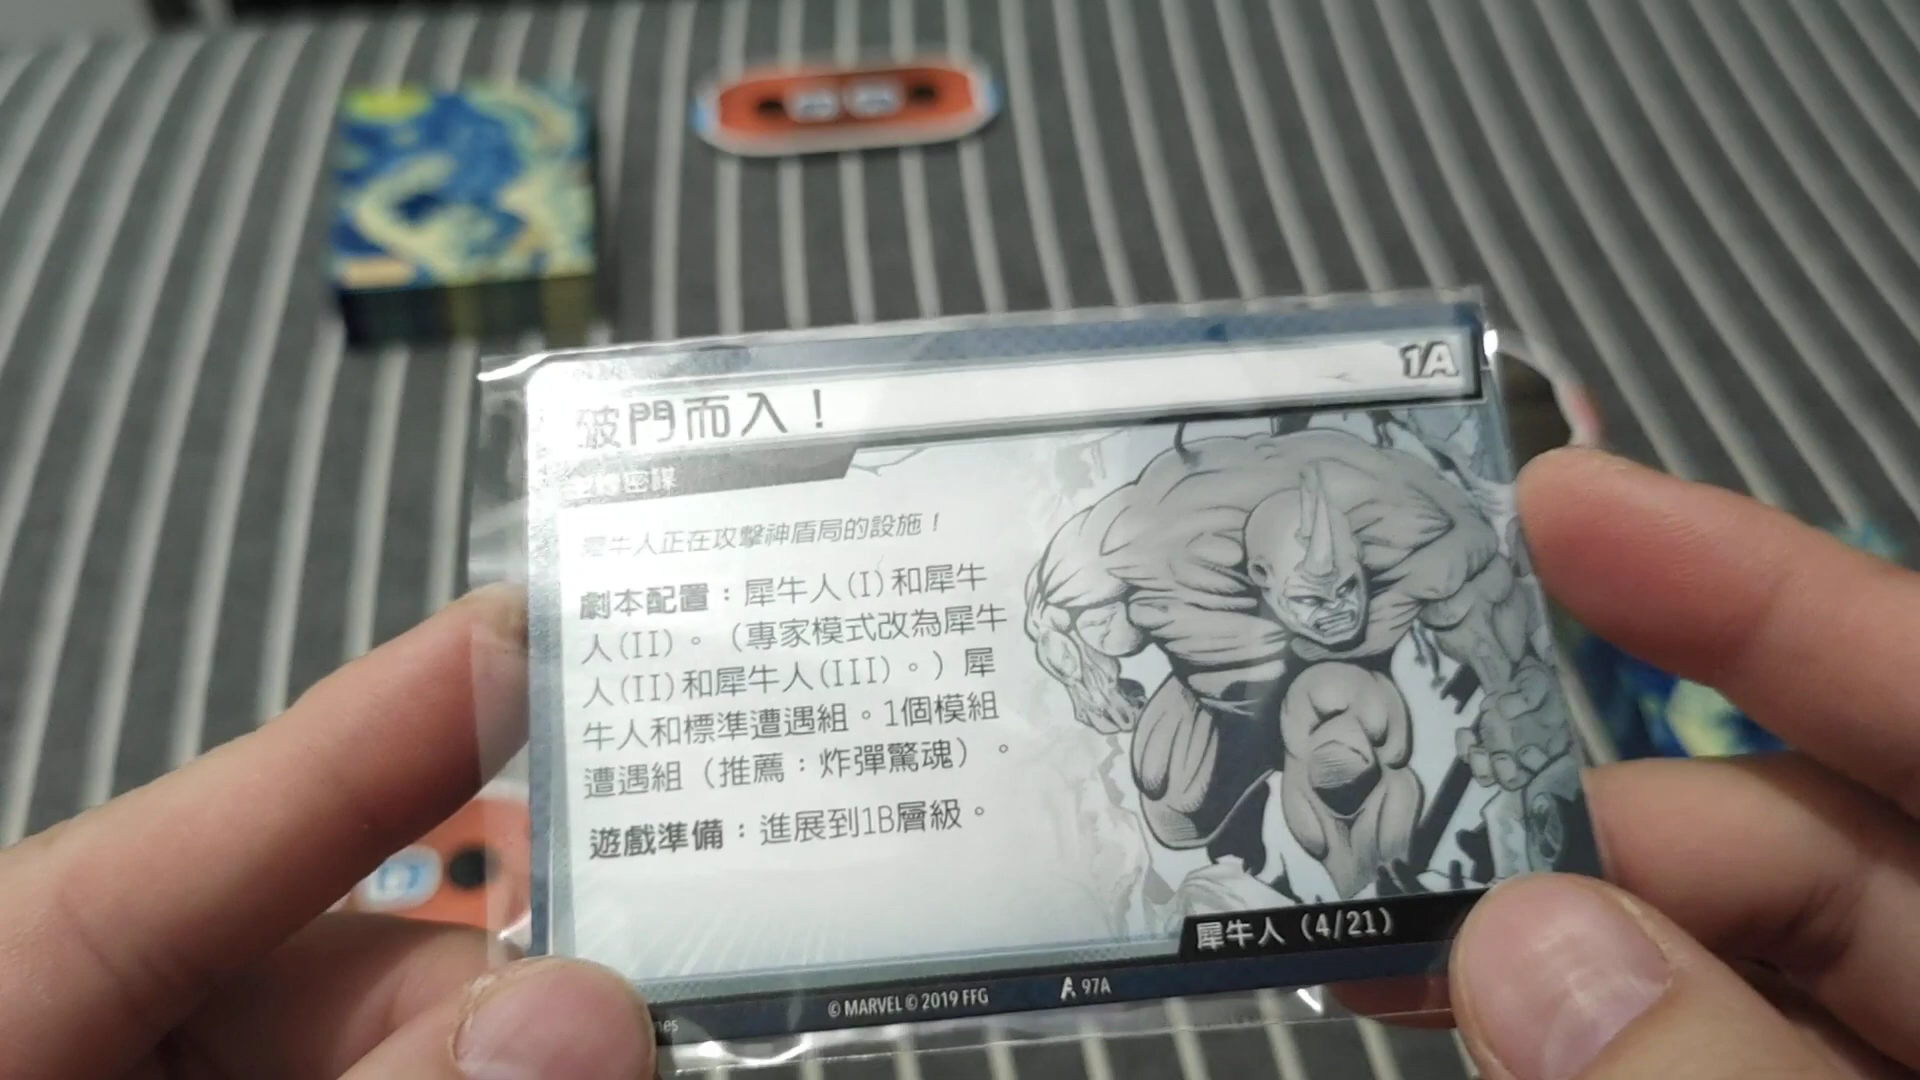 破門而入！
1A
主要密謀
犀牛人正在攻擊神盾局的設施！
劇本配置：犀牛人(I)和犀牛
人(II)。（專家模式改為犀牛
人(II)和犀牛人(III)。）犀
牛人和標準遭遇組。1個模組
遭遇組（推薦：炸彈驚魂）。
遊戲準備：進展到1B層級。
犀牛人（4/21）
© MARVEL © 2019 FFG
97A